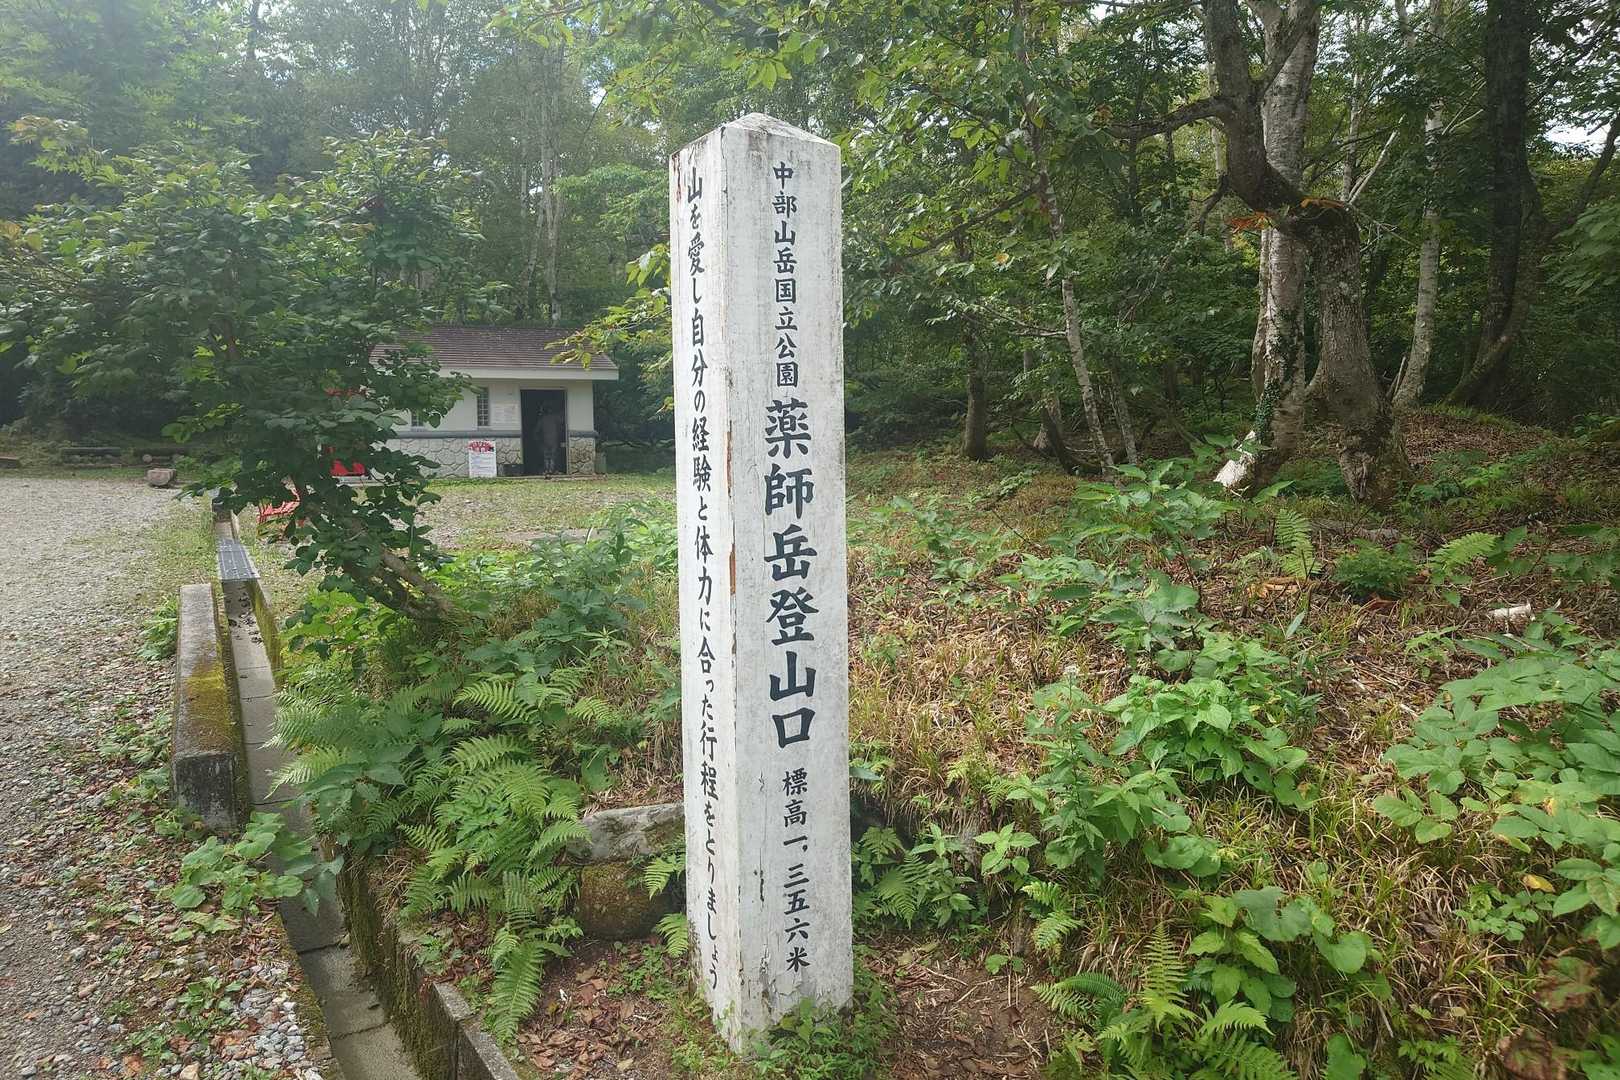 中部山岳国立公園 薬師岳登山口 標高一、三五六米
山を愛し自分の経験と体力に合った行程をとりましょう